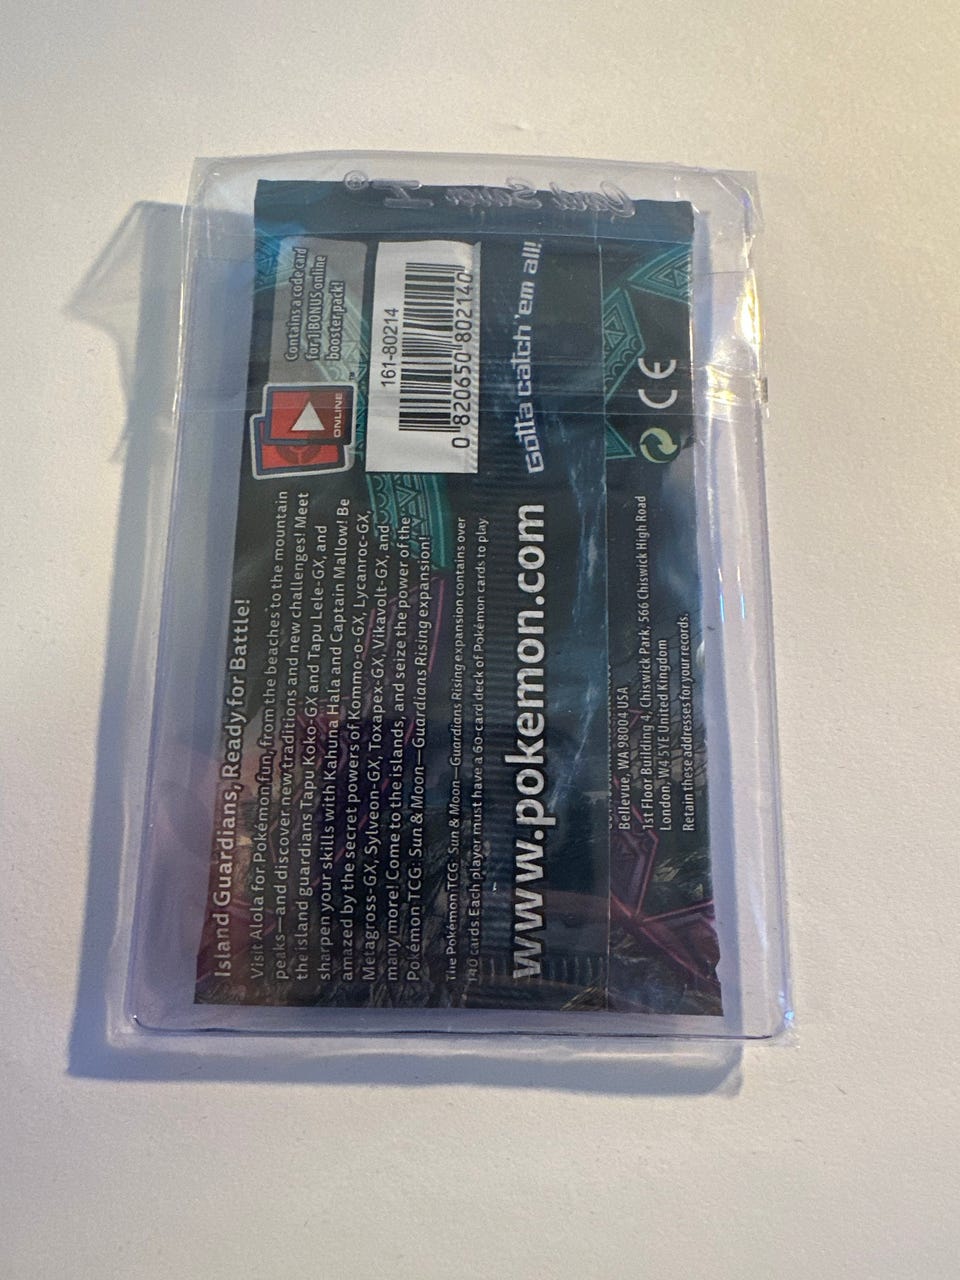 Card Saver 1®
Island Guardians, Ready for Battle!
Visit Alola for Pokémon fun, from the beaches to the mountain
peaks—and discover new traditions and new challenges! Meet
the island guardians Tapu Koko-GX and Tapu Lele-GX, and
sharpen your skills with Kahuna Hala and Captain Mallow! Be
amazed by the secret powers of Kommo-o-GX, Lycanroc-GX,
Metagross-GX, Sylveon-GX, Toxapex-GX, Vikavolt-GX, and
many more! Come to the islands, and seize the power of the
Pokémon TCG: Sun & Moon—Guardians Rising expansion!
The Pokémon TCG: Sun & Moon—Guardians Rising expansion contains over
140 cards Each player must have a 60-card deck of Pokémon cards to play.
www.pokemon.com
Contains a code card
for 1 BONUS online
booster pack!
ONLINE™
161-80214
0 820650 802140
Gotta catch 'em all!
CE
Bellevue, WA 98004 USA
1st Floor Building 4, Chiswick Park, 566 Chiswick High Road
London, W4 5YE United Kingdom
Retain these addresses for your records.